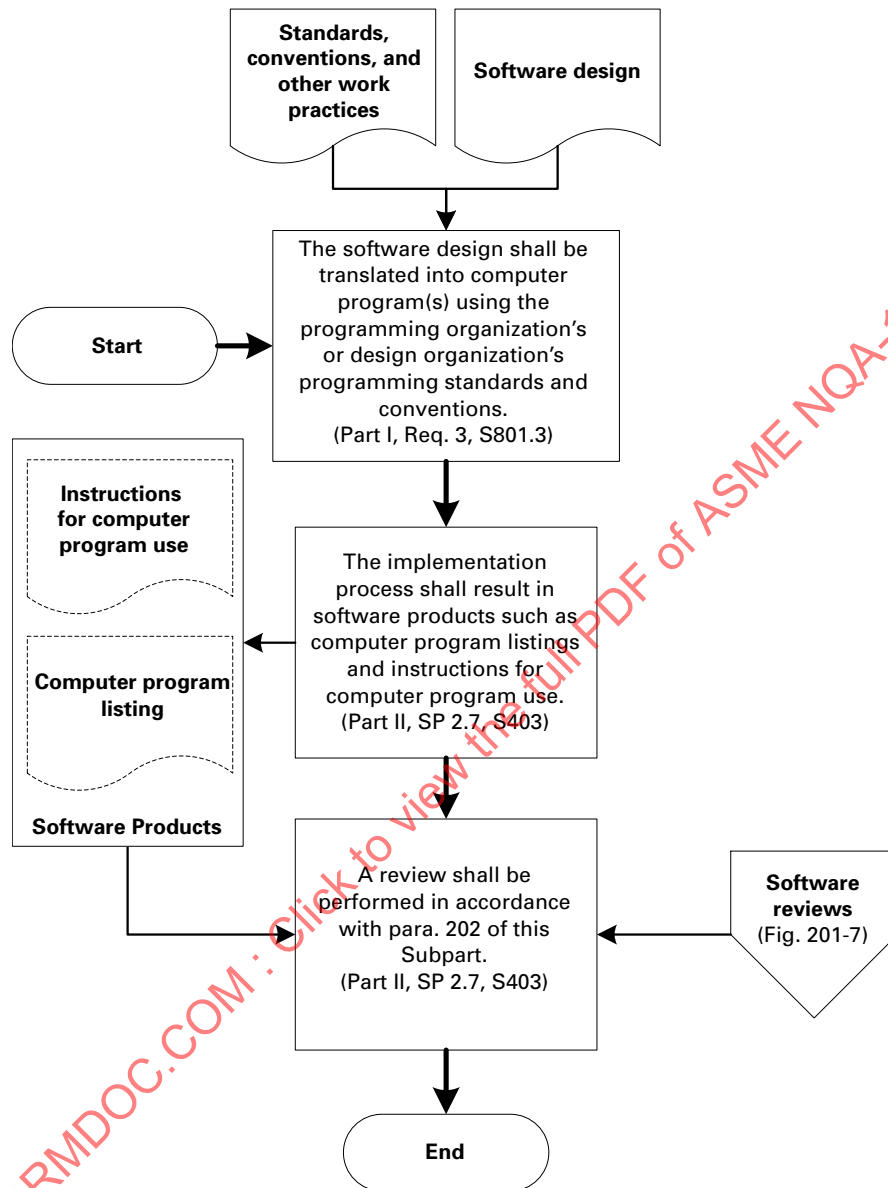 Standards,
conventions, and
other work
practices
Software design
The software design shall be
translated into computer
program(s) using the
programming organization's
or design organization's
programming standards and
conventions.
(Part I, Req. 3, S801.3)
Start
Instructions
for computer
program use
Computer program
listing
Software Products
The implementation
process shall result in
software products such as
computer program listings
and instructions for
computer program use.
(Part II, SP 2.7, S403)
A review shall be
performed in accordance
with para. 202 of this
Subpart.
(Part II, SP 2.7, S403)
Software
reviews
(Fig. 201-7)
End
RMDOC.COM : Click to view the full PDF of ASME NQA-1